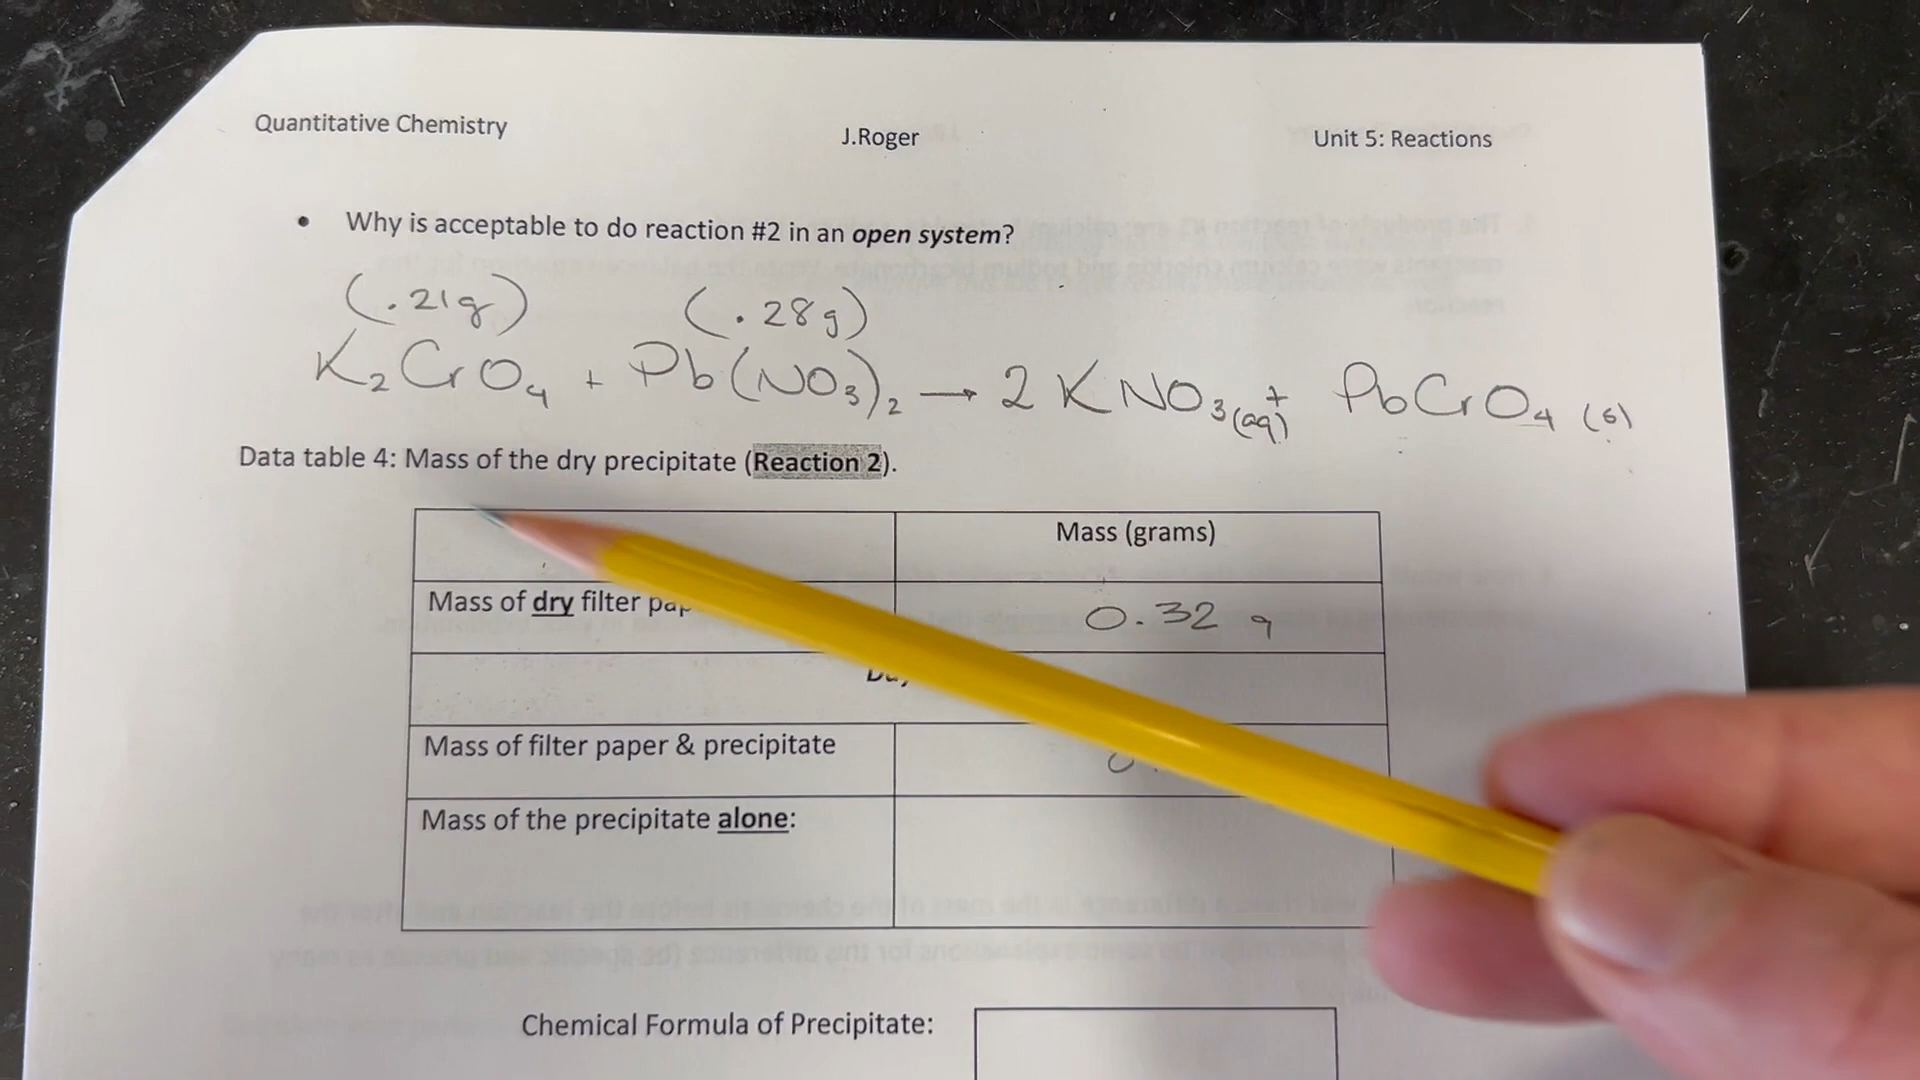 Quantitative Chemistry J.Roger Unit 5: Reactions
• Why is acceptable to do reaction #2 in an open system?
(.21g) (.28g)
K₂CrO₄ + Pb(NO₃)₂ → 2 KNO₃(aq) + PbCrO₄ (s)
Data table 4: Mass of the dry precipitate (Reaction 2).
Mass (grams)
Mass of dry filter 0.32 g
Mass of filter paper & precipitate
Mass of the precipitate alone:
Chemical Formula of Precipitate: